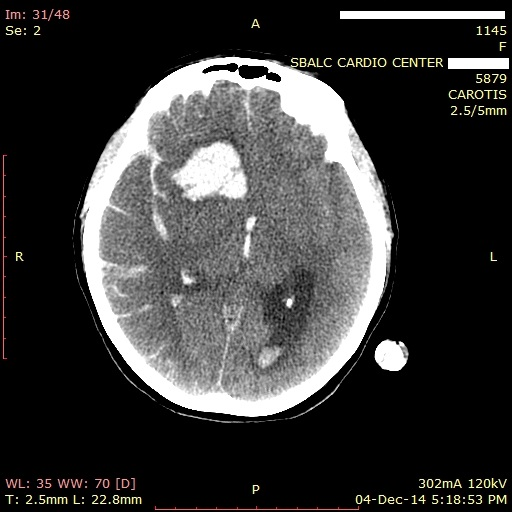 Im: 31/48
Se: 2
A
1145
F
SBALC CARDIO CENTER
5879
CAROTIS
2.5/5mm
R
L
WL: 35 WW: 70 [D]
T: 2.5mm L: 22.8mm
P
302mA 120kV
04-Dec-14 5:18:53 PM